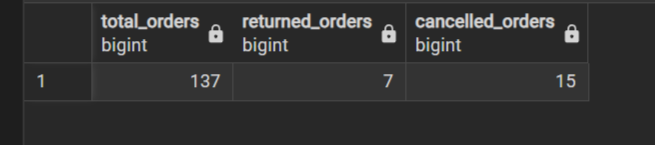 total_orders returned_orders cancelled_orders
bigint bigint bigint
1 137 7 15